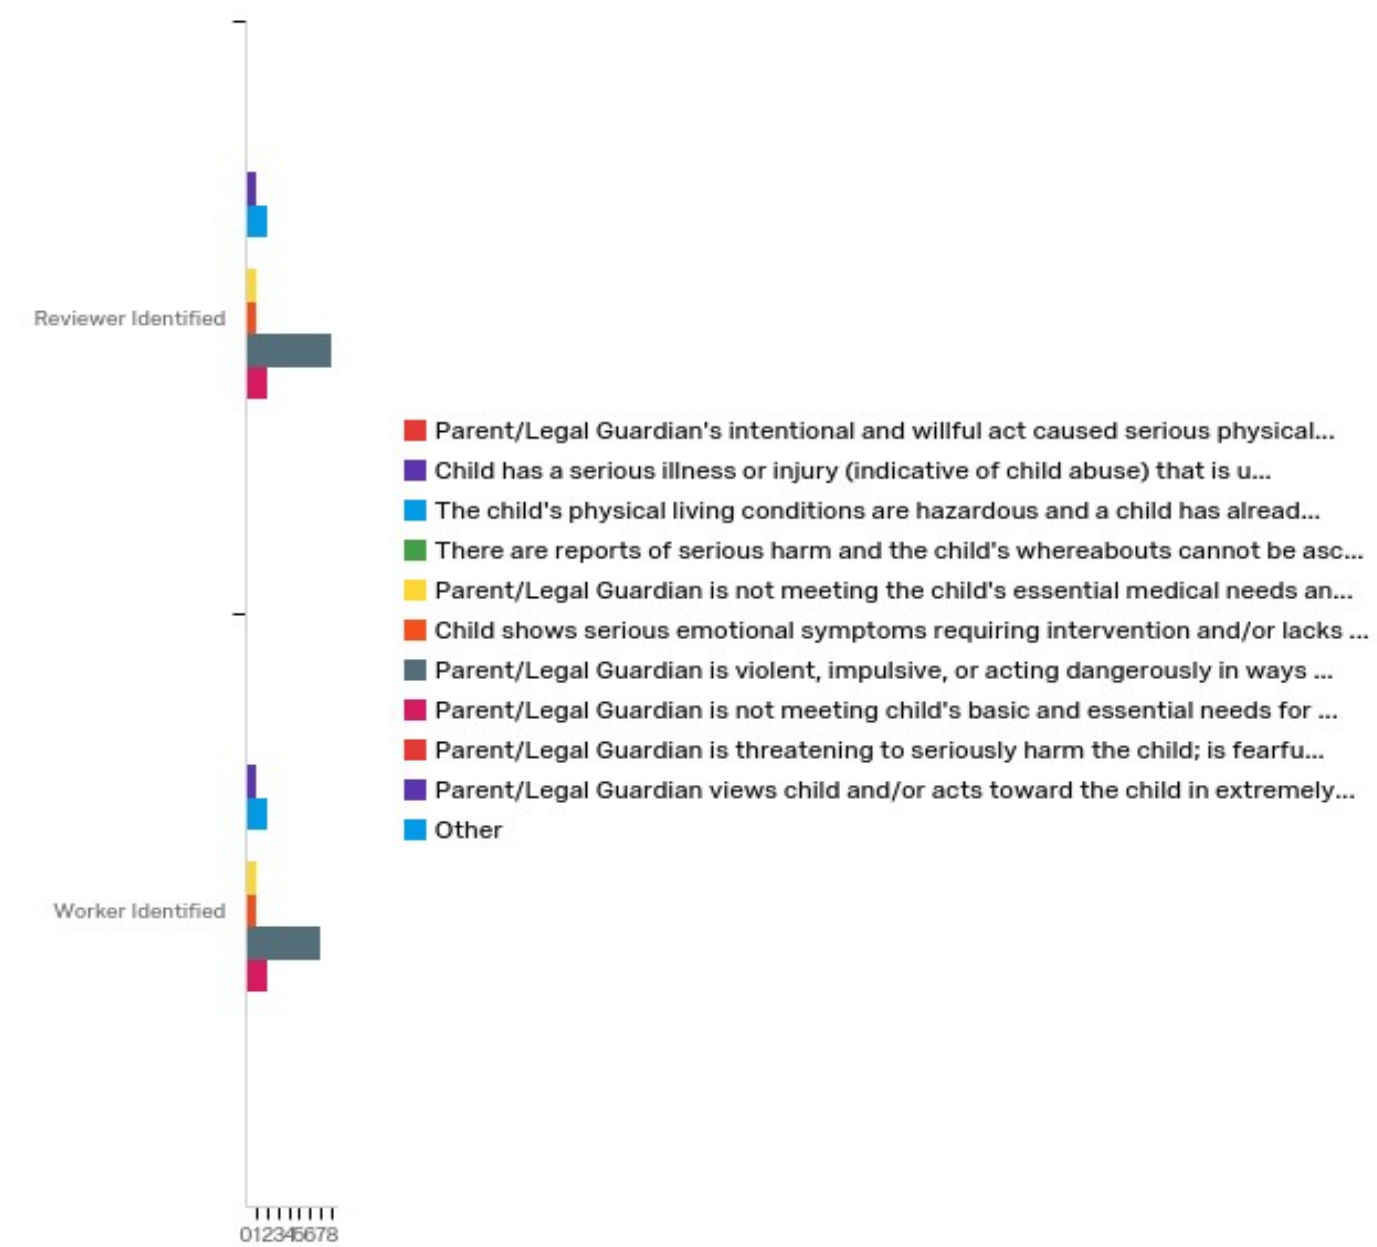 Reviewer Identified
Parent/Legal Guardian's intentional and willful act caused serious physical...
Child has a serious illness or injury (indicative of child abuse) that is u...
The child's physical living conditions are hazardous and a child has alread...
There are reports of serious harm and the child's whereabouts cannot be asc...
Parent/Legal Guardian is not meeting the child's essential medical needs an...
Child shows serious emotional symptoms requiring intervention and/or lacks ...
Parent/Legal Guardian is violent, impulsive, or acting dangerously in ways ...
Parent/Legal Guardian is not meeting child's basic and essential needs for ...
Parent/Legal Guardian is threatening to seriously harm the child; is fearfu...
Parent/Legal Guardian views child and/or acts toward the child in extremely...
Other
Worker Identified
012345678